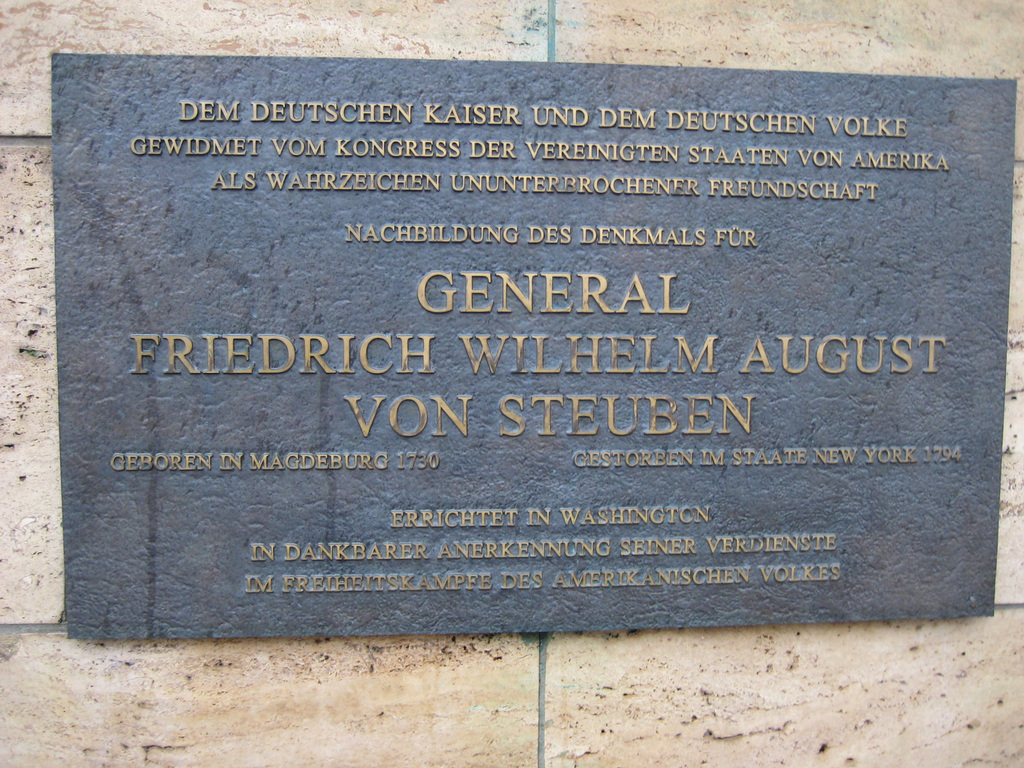 DEM DEUTSCHEN KAISER UND DEM DEUTSCHEN VOLKE
GEWIDMET VOM KONGRESS DER VEREINIGTEN STAATEN VON AMERIKA
ALS WAHRZEICHEN UNUNTERBROCHENER FREUNDSCHAFT
NACHBILDUNG DES DENKMALS FÜR
GENERAL
FRIEDRICH WILHELM AUGUST
VON STEUBEN
GEBOREN IN MAGDEBURG 1730 GESTORBEN IM STAATE NEW YORK 1794
ERRICHTET IN WASHINGTON
IN DANKBARER ANERKENNUNG SEINER VERDIENSTE
IM FREIHEITSKAMPFE DES AMERIKANISCHEN VOLKES